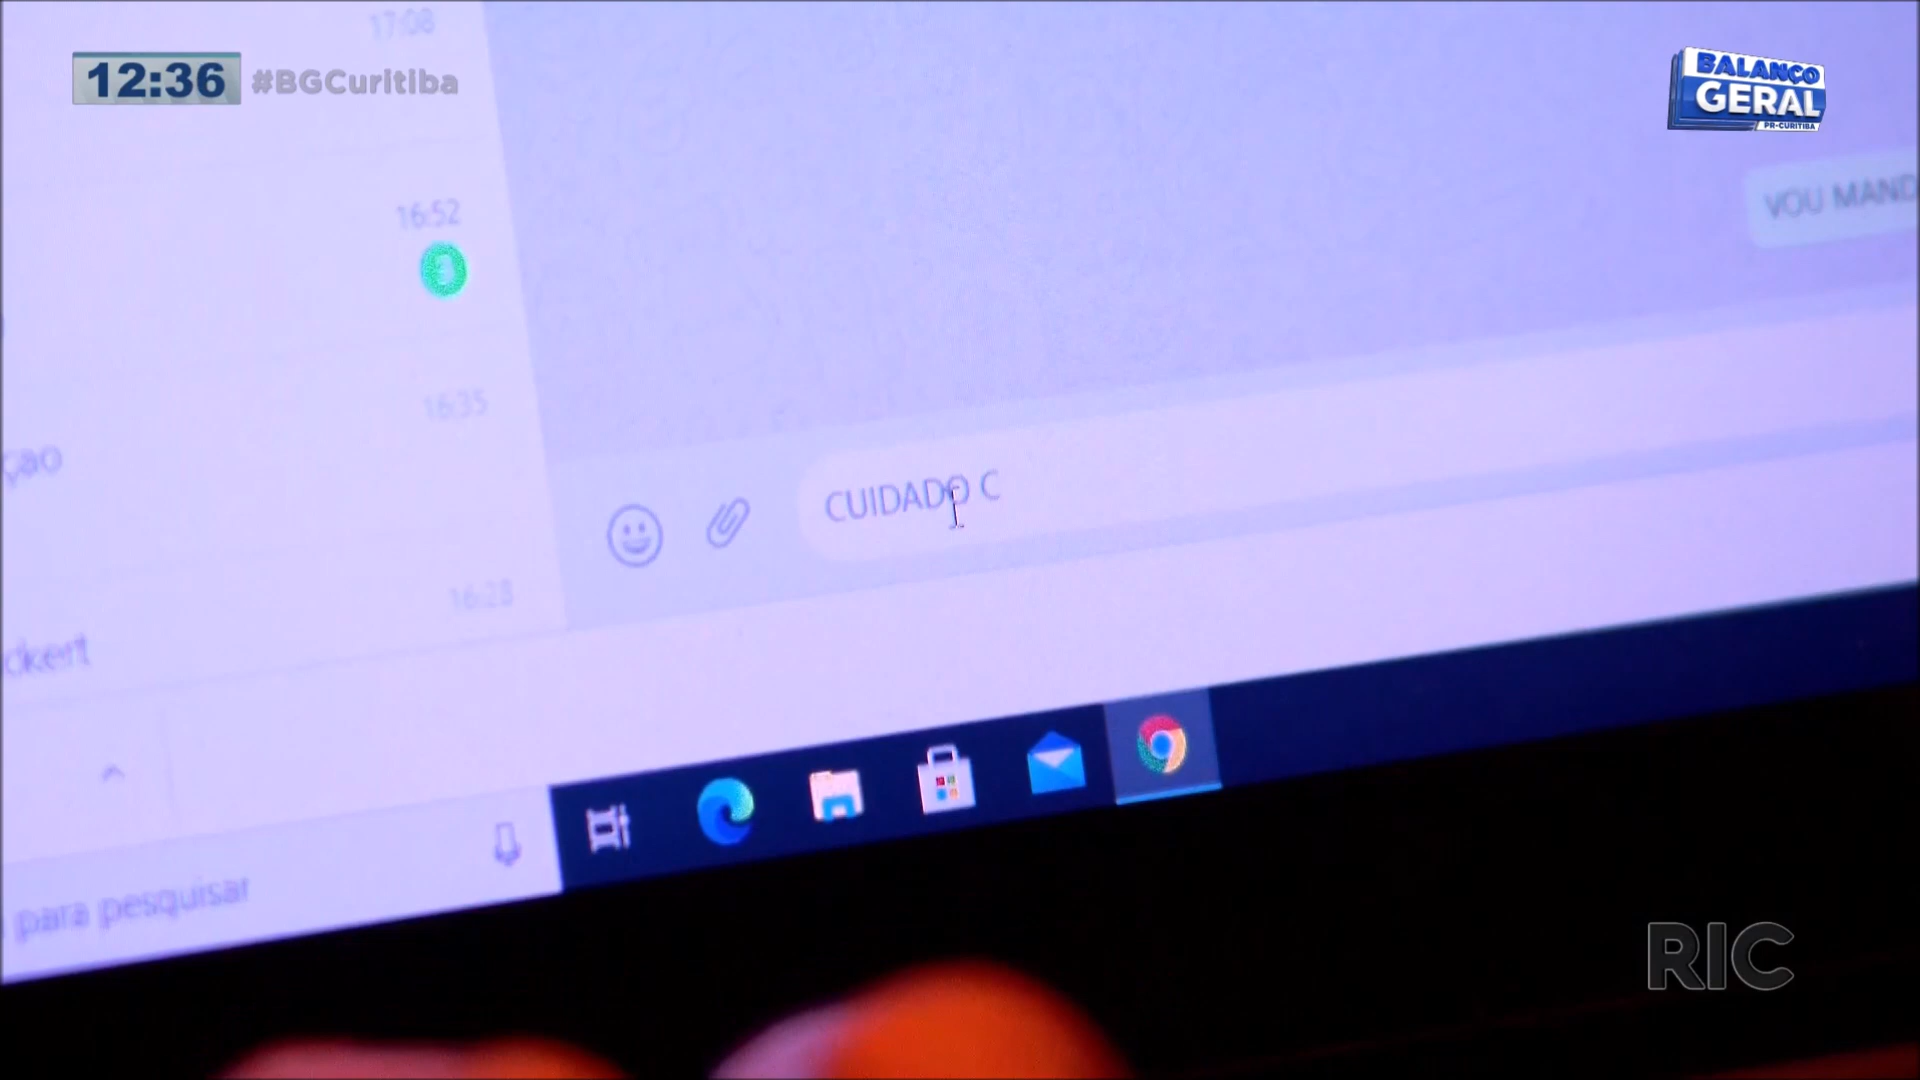 17:08
12:36 #BGCuritiba
BALANÇO
GERAL
PR-CURITIBA
16:52
VOU MAND
16:35
ção
CUIDADO C
16:28
ckert
para pesquisar
RIC